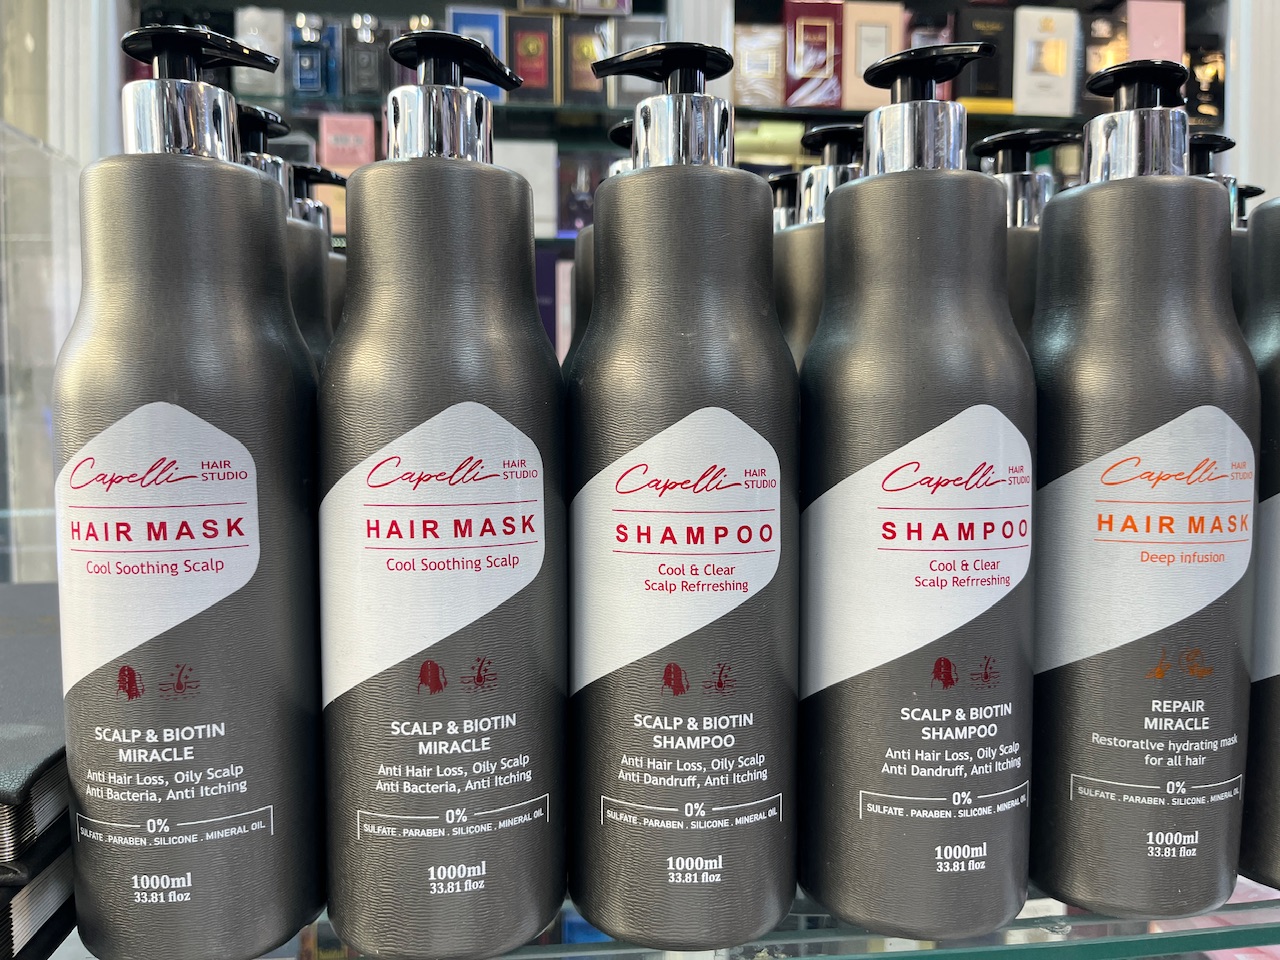 Capelli HAIR STUDIO
HAIR MASK
Cool Soothing Scalp
SCALP & BIOTIN
MIRACLE
Anti Hair Loss, Oily Scalp
Anti Bacteria, Anti Itching
0%
SULFATE . PARABEN . SILICONE . MINERAL OIL
1000ml
33.81 floz
Capelli HAIR STUDIO
HAIR MASK
Cool Soothing Scalp
SCALP & BIOTIN
MIRACLE
Anti Hair Loss, Oily Scalp
Anti Bacteria, Anti Itching
0%
SULFATE . PARABEN . SILICONE . MINERAL OIL
1000ml
33.81 floz
Capelli HAIR STUDIO
SHAMPOO
Cool & Clear
Scalp Refrreshing
SCALP & BIOTIN
SHAMPOO
Anti Hair Loss, Oily Scalp
Anti Dandruff, Anti Itching
0%
SULFATE . PARABEN . SILICONE . MINERAL OIL
1000ml
33.81 floz
Capelli HAIR STUDIO
SHAMPOO
Cool & Clear
Scalp Refrreshing
SCALP & BIOTIN
SHAMPOO
Anti Hair Loss, Oily Scalp
Anti Dandruff, Anti Itching
0%
SULFATE . PARABEN . SILICONE . MINERAL OIL
1000ml
33.81 floz
Capelli HAIR STUDIO
HAIR MASK
Deep infusion
REPAIR
MIRACLE
Restorative hydrating mask
for all hair
0%
SULFATE . PARABEN . SILICONE . MINERAL OIL
1000ml
33.81 floz